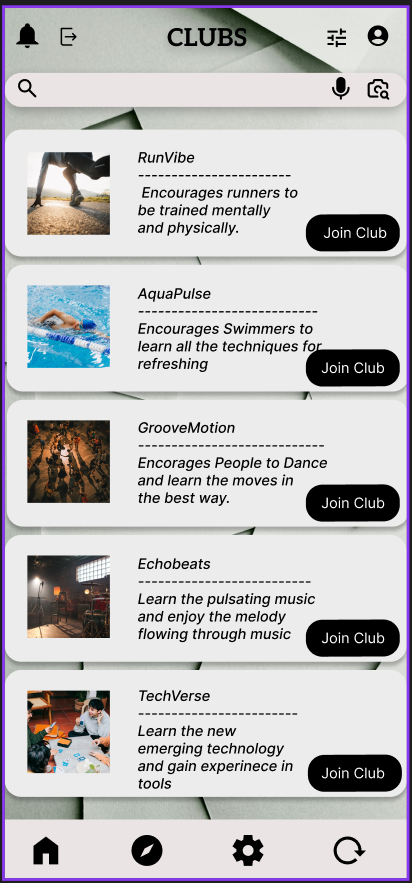 CLUBS
RunVibe
-----------------------
Encourages runners to
be trained mentally
and physically.
Join Club
AquaPulse
---------------------------
Encourages Swimmers to
learn all the techniques for
refreshing
Join Club
GrooveMotion
----------------------------
Encorages People to Dance
and learn the moves in
the best way.
Join Club
Echobeats
--------------------------
Learn the pulsating music
and enjoy the melody
flowing through music
Join Club
TechVerse
------------------------
Learn the new
emerging technology
and gain experinece in
tools
Join Club